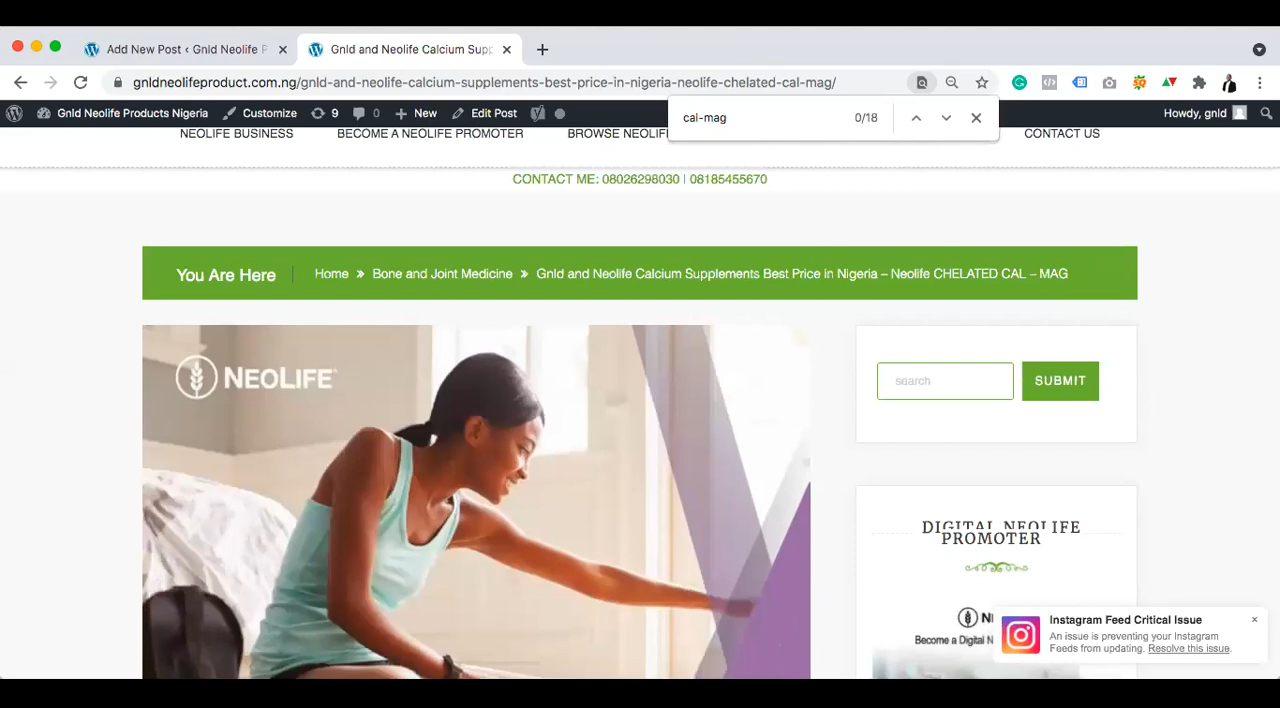 Add New Post ‹ Gnld Neolife P
Gnld and Neolife Calcium Supp
gnldneolifeproduct.com.ng/gnld-and-neolife-calcium-supplements-best-price-in-nigeria-neolife-chelated-cal-mag/
Gnld Neolife Products Nigeria Customize 9 0 New Edit Post Howdy, gnld
cal-mag 0/18
NEOLIFE BUSINESS BECOME A NEOLIFE PROMOTER BROWSE NEOLIF CONTACT US
CONTACT ME: 08026298030 | 08185455670
You Are Here Home » Bone and Joint Medicine » Gnld and Neolife Calcium Supplements Best Price in Nigeria – Neolife CHELATED CAL – MAG
NEOLIFE
search SUBMIT
DIGITAL NEOLIFE
PROMOTER
Become a Digital N
Instagram Feed Critical Issue
An issue is preventing your Instagram
Feeds from updating. Resolve this issue.